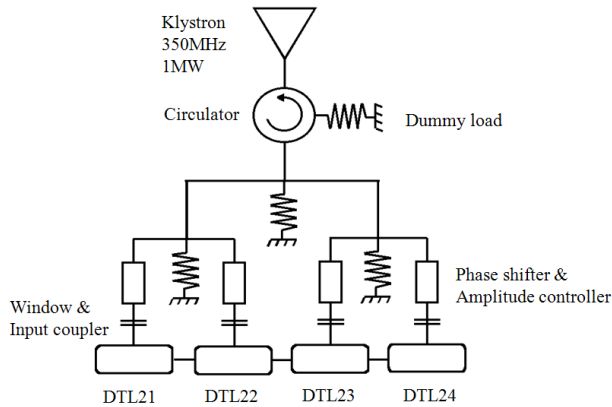 Klystron
350MHz
1MW
Circulator
Dummy load
Phase shifter &
Amplitude controller
Window &
Input coupler
DTL21
DTL22
DTL23
DTL24